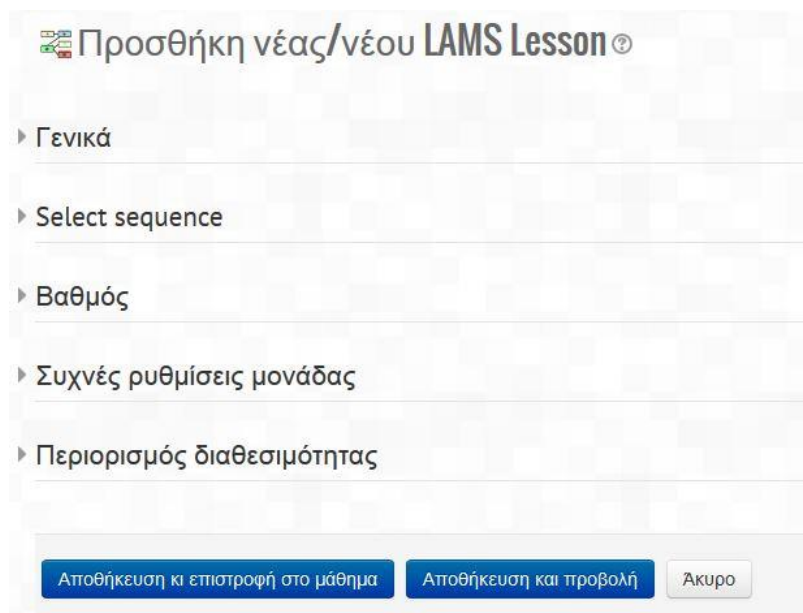 Προσθήκη νέας/νέου LAMS Lesson
Γενικά
Select sequence
Βαθμός
Συχνές ρυθμίσεις μονάδας
Περιορισμός διαθεσιμότητας
Αποθήκευση κι επιστροφή στο μάθημα Αποθήκευση και προβολή Άκυρο